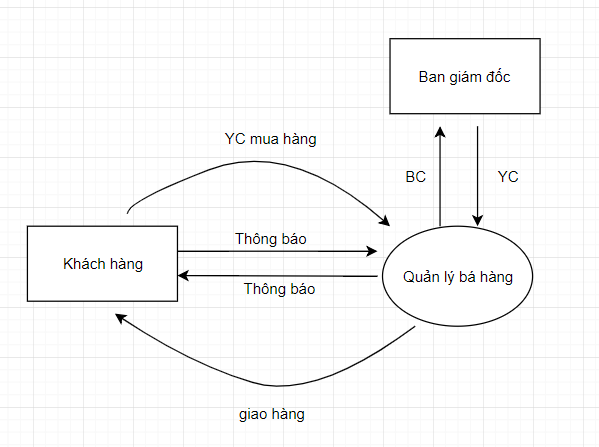 Ban giám đốc
YC mua hàng
BC
YC
Thông báo
Khách hàng
Quản lý bá hàng
Thông báo
giao hàng